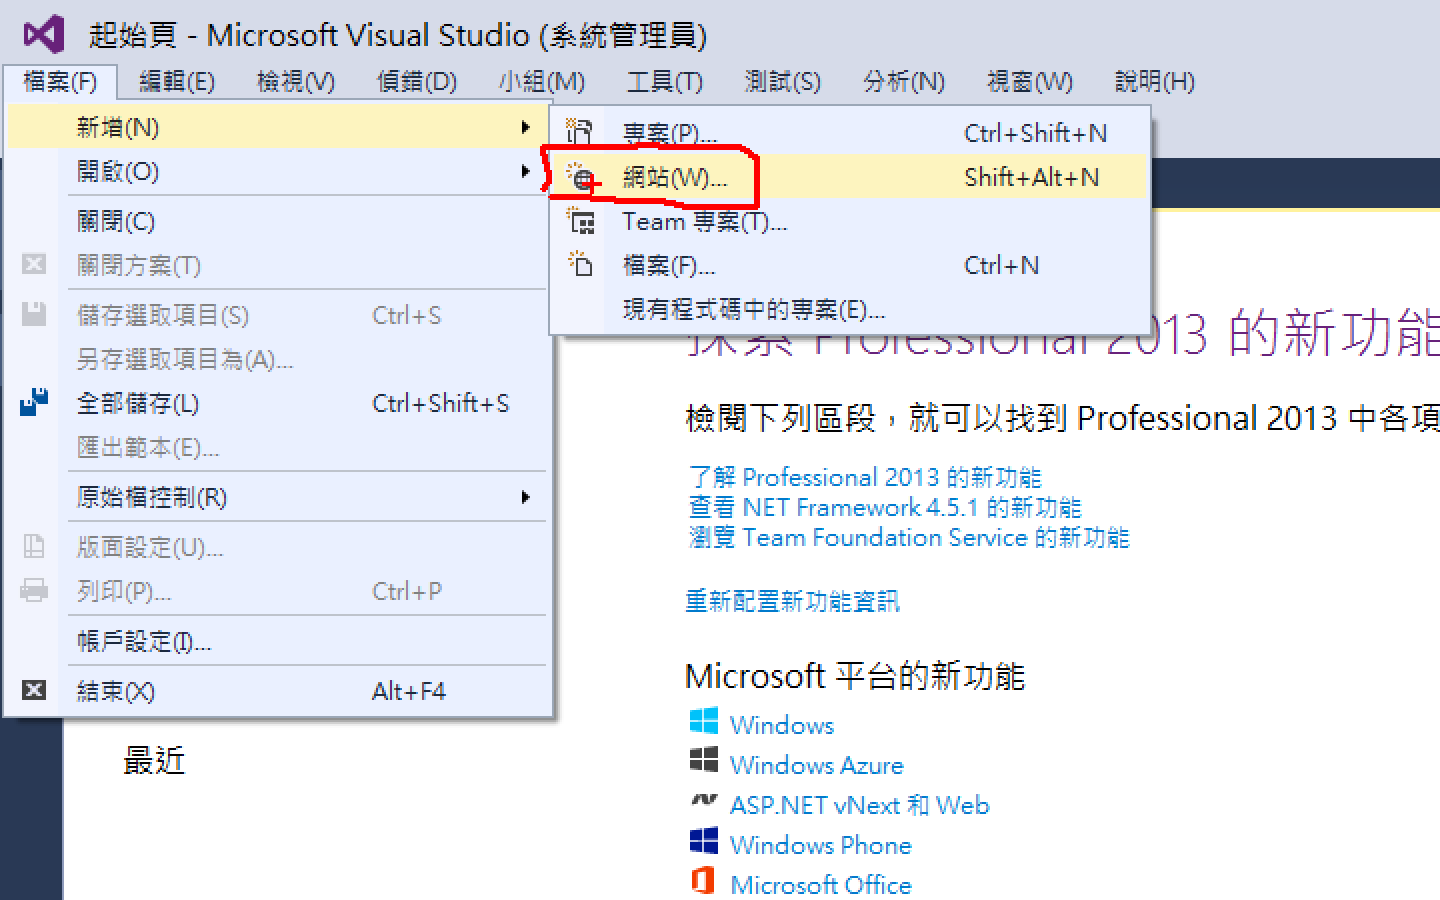 起始頁 - Microsoft Visual Studio (系統管理員)
檔案(F) 編輯(E) 檢視(V) 偵錯(D) 小組(M) 工具(T) 測試(S) 分析(N) 視窗(W) 說明(H)
新增(N)
開啟(O)
關閉(C)
關閉方案(T)
儲存選取項目(S) Ctrl+S
另存選取項目為(A)...
全部儲存(L) Ctrl+Shift+S
匯出範本(E)...
原始檔控制(R)
版面設定(U)...
列印(P)... Ctrl+P
帳戶設定(I)...
結束(X) Alt+F4
專案(P)... Ctrl+Shift+N
網站(W)... Shift+Alt+N
Team 專案(T)...
檔案(F)... Ctrl+N
現有程式碼中的專案(E)...
探索 Professional 2013 的新功能
檢閱下列區段，就可以找到 Professional 2013 中各項
了解 Professional 2013 的新功能
查看 NET Framework 4.5.1 的新功能
瀏覽 Team Foundation Service 的新功能
重新配置新功能資訊
Microsoft 平台的新功能
Windows
Windows Azure
ASP.NET vNext 和 Web
Windows Phone
Microsoft Office
最近